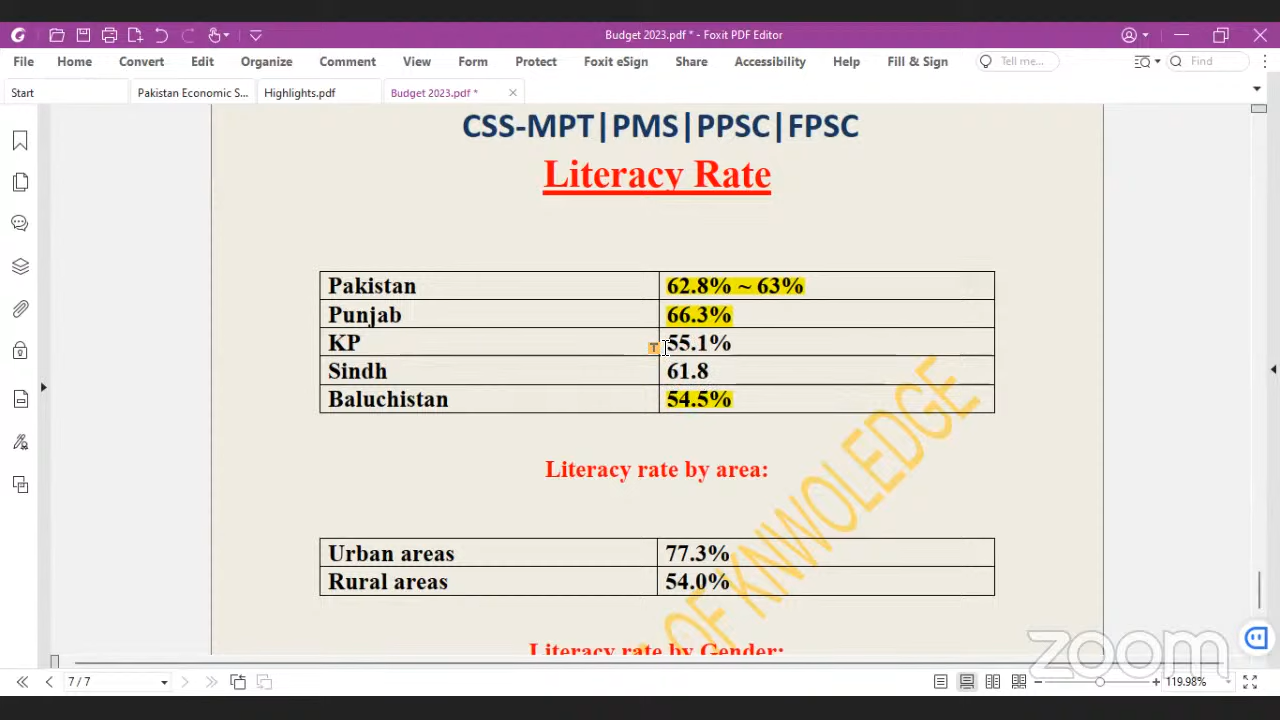 Budget 2023.pdf * - Foxit PDF Editor
File Home Convert Edit Organize Comment View Form Protect Foxit eSign Share Accessibility Help Fill & Sign Tell me... Find
Start Pakistan Economic S... Highlights.pdf Budget 2023.pdf *
CSS-MPT|PMS|PPSC|FPSC
Literacy Rate
Pakistan 62.8% ~ 63%
Punjab 66.3%
KP 55.1%
Sindh 61.8
Baluchistan 54.5%
Literacy rate by area:
Urban areas 77.3%
Rural areas 54.0%
OF KNWOLEDGE
Literacy rate by Gender:
zoom
7 / 7 119.98%